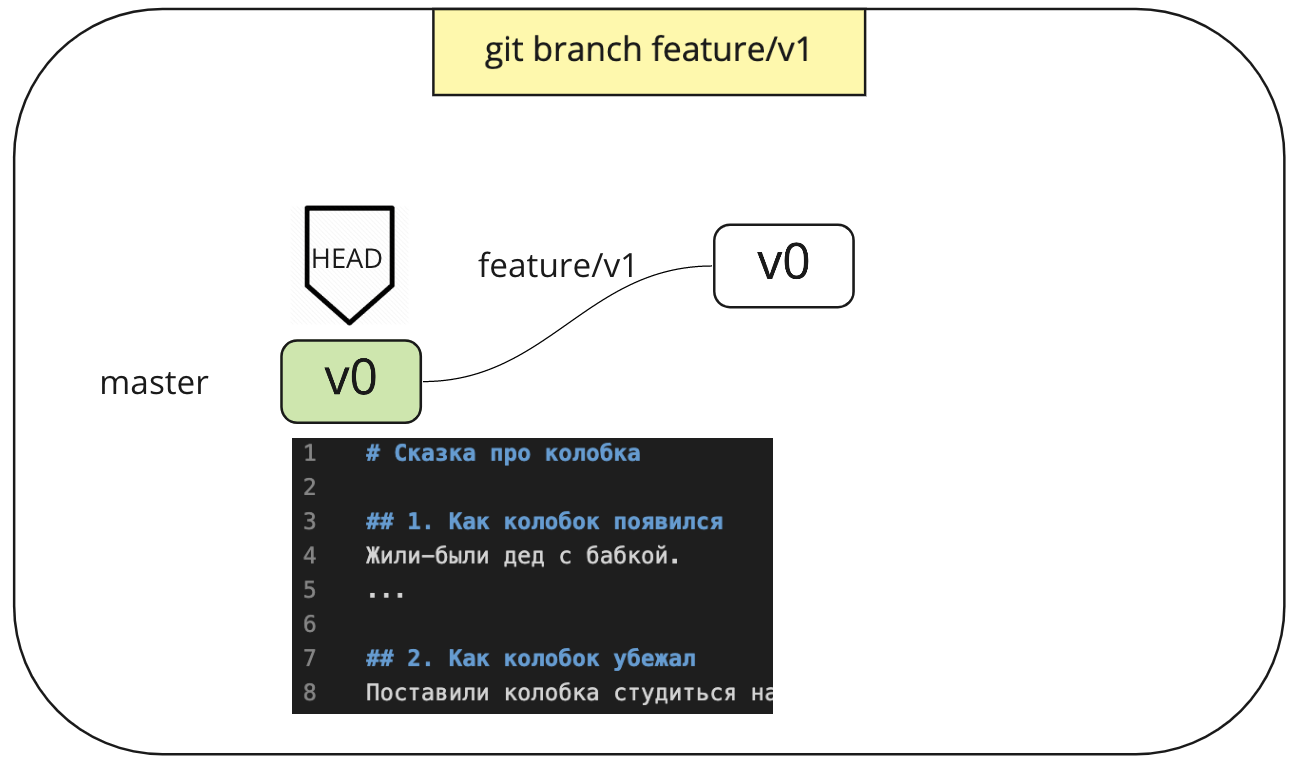 git branch feature/v1
HEAD
feature/v1
v0
master
v0
1 # Сказка про колобка
2
3 ## 1. Как колобок появился
4 Жили-были дед с бабкой.
5 ...
6
7 ## 2. Как колобок убежал
8 Поставили колобка студиться на